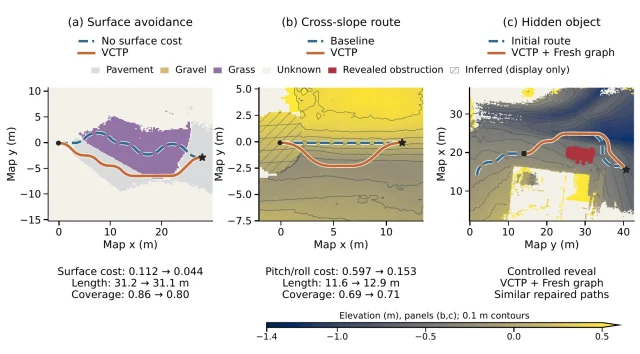 (a) Surface avoidance
No surface cost
VCTP
(b) Cross-slope route
Baseline
VCTP
(c) Hidden object
Initial route
VCTP + Fresh graph
Pavement Gravel Grass Unknown Revealed obstruction Inferred (display only)
Map y (m)
10
5
0
−5
−10
−15
0 10 20
Map x (m)
Map y (m)
5.0
2.5
0.0
−2.5
−5.0
−7.5
0 5 10
Map x (m)
Map x (m)
30
20
10
0 10 20 30 40
Map y (m)
Surface cost: 0.112 → 0.044
Length: 31.2 → 31.1 m
Coverage: 0.86 → 0.80
Pitch/roll cost: 0.597 → 0.153
Length: 11.6 → 12.9 m
Coverage: 0.69 → 0.71
Controlled reveal
VCTP + Fresh graph
Similar repaired paths
Elevation (m), panels (b,c); 0.1 m contours
−1.4 −1.0 −0.5 0.0 0.5